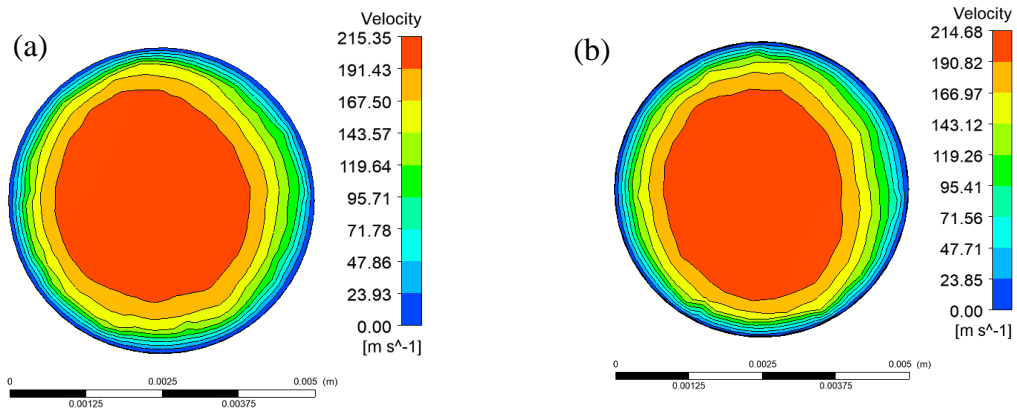 (a)
Velocity
215.35
191.43
167.50
143.57
119.64
95.71
71.78
47.86
23.93
0.00
[m s^-1]
0 0.0025 0.005 (m)
0.00125 0.00375
(b)
Velocity
214.68
190.82
166.97
143.12
119.26
95.41
71.56
47.71
23.85
0.00
[m s^-1]
0 0.0025 0.005 (m)
0.00125 0.00375